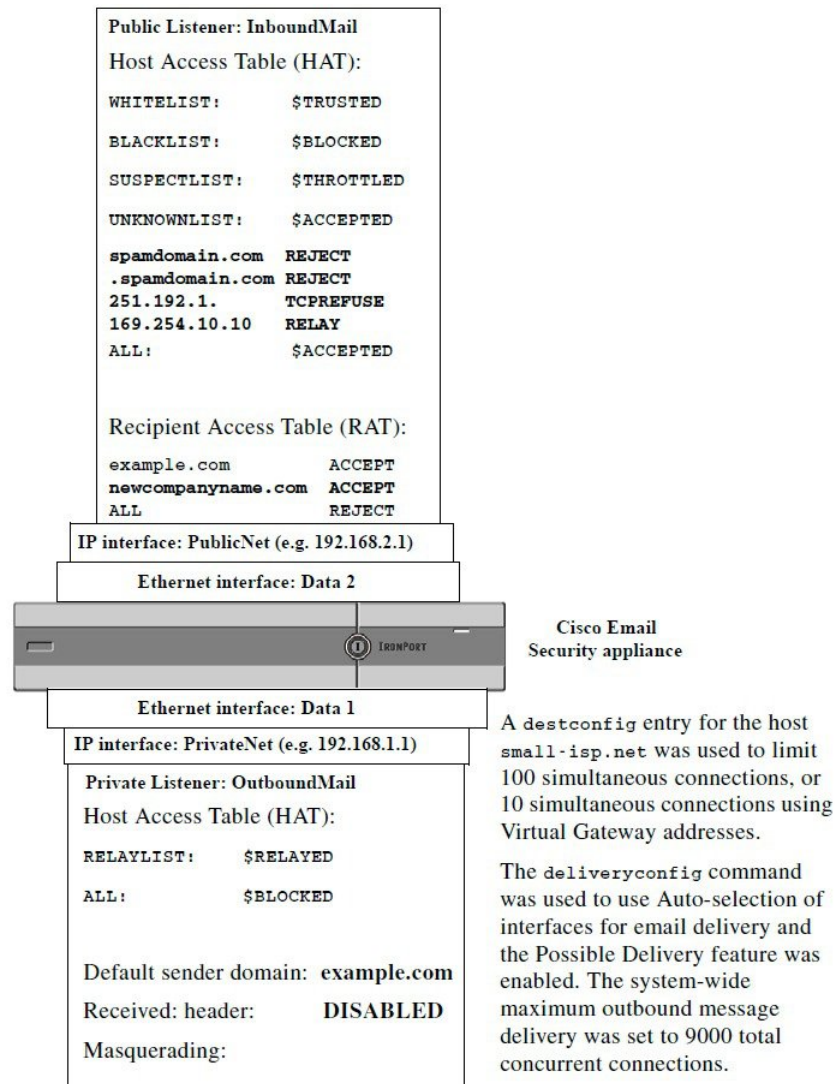 Public Listener: InboundMail
Host Access Table (HAT):
WHITELIST: $TRUSTED
BLACKLIST: $BLOCKED
SUSPECTLIST: $THROTTLED
UNKNOWNLIST: $ACCEPTED
spamdomain.com REJECT
.spamdomain.com REJECT
251.192.1. TCPREFUSE
169.254.10.10 RELAY
ALL: $ACCEPTED
Recipient Access Table (RAT):
example.com ACCEPT
newcompanyname.com ACCEPT
ALL REJECT
IP interface: PublicNet (e.g. 192.168.2.1)
Ethernet interface: Data 2
IRONPORT
Cisco Email
Security appliance
Ethernet interface: Data 1
IP interface: PrivateNet (e.g. 192.168.1.1)
Private Listener: OutboundMail
Host Access Table (HAT):
RELAYLIST: $RELAYED
ALL: $BLOCKED
Default sender domain: example.com
Received: header: DISABLED
Masquerading:
A destconfig entry for the host
small-isp.net was used to limit
100 simultaneous connections, or
10 simultaneous connections using
Virtual Gateway addresses.
The deliveryconfig command
was used to use Auto-selection of
interfaces for email delivery and
the Possible Delivery feature was
enabled. The system-wide
maximum outbound message
delivery was set to 9000 total
concurrent connections.